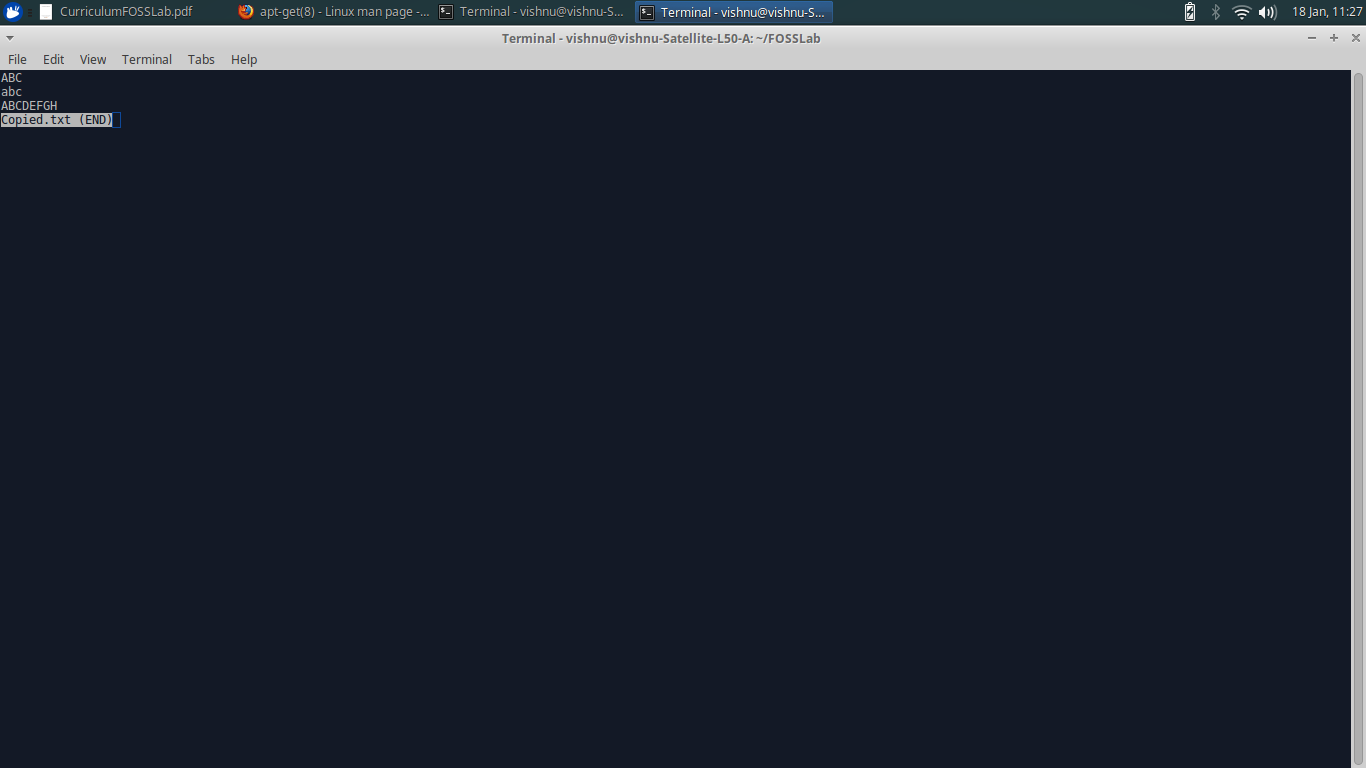 CurriculumFOSSLab.pdf
apt-get(8) - Linux man page -...
Terminal - vishnu@vishnu-S...
Terminal - vishnu@vishnu-S...
18 Jan, 11:27
Terminal - vishnu@vishnu-Satellite-L50-A: ~/FOSSLab
File Edit View Terminal Tabs Help
ABC
abc
ABCDEFGH
Copied.txt (END)